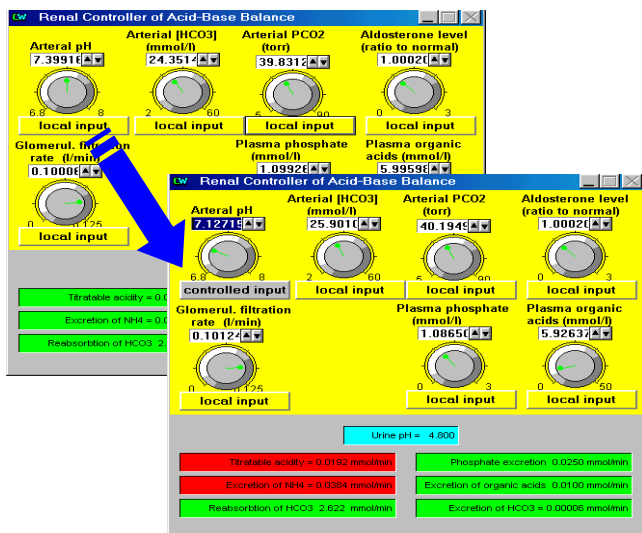 Renal Controller of Acid-Base Balance
Arteral pH
Arterial [HCO3]
(mmol/l)
Arterial PCO2
(torr)
Aldosterone level
(ratio to normal)
7.39916 24.3514 39.8312 1.00020
6.8 8 2 60 5 90 0 3
local input local input local input local input
Glomerul. filtration
rate (l/min)
Plasma phosphate
(mmol/l)
Plasma organic
acids (mmol/l)
0.10006 1.09926 5.99598
0 0.125
local input
Titratable acidity = 0.0
Excretion of NH4 = 0.0
Reabsorbtion of HCO3 2.
Renal Controller of Acid-Base Balance
Arteral pH
Arterial [HCO3]
(mmol/l)
Arterial PCO2
(torr)
Aldosterone level
(ratio to normal)
7.12715 25.9010 40.1949 1.00020
6.8 8 2 60 5 90 0 3
controlled input local input local input local input
Glomerul. filtration
rate (l/min)
Plasma phosphate
(mmol/l)
Plasma organic
acids (mmol/l)
0.10124 1.08650 5.92637
0 0.125 0 3 0 50
local input local input local input
Urine pH = 4.800
Titratable acidity = 0.0192 mmol/min Phosphate excretion 0.0250 mmol/min
Excretion of NH4 = 0.0384 mmol/min Excretion of organic acids 0.0100 mmol/min
Reabsorbtion of HCO3 2.622 mmol/min Excretion of HCO3 = 0.00006 mmol/min